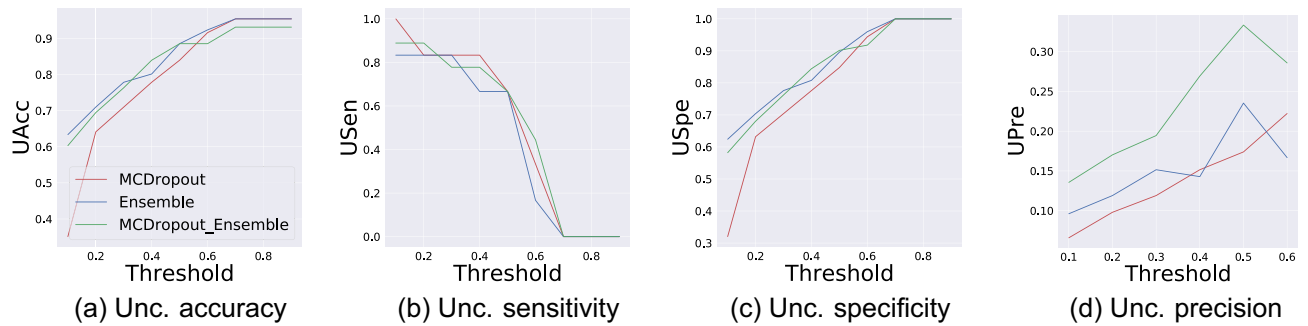 0.9
0.8
0.7
0.6
0.5
0.4
UAcc
MCDropout
Ensemble
MCDropout_Ensemble
0.2 0.4 0.6 0.8
Threshold
(a) Unc. accuracy
1.0
0.8
0.6
0.4
0.2
0.0
USen
0.2 0.4 0.6 0.8
Threshold
(b) Unc. sensitivity
1.0
0.9
0.8
0.7
0.6
0.5
0.4
0.3
USpe
0.2 0.4 0.6 0.8
Threshold
(c) Unc. specificity
0.30
0.25
0.20
0.15
0.10
UPre
0.1 0.2 0.3 0.4 0.5 0.6
Threshold
(d) Unc. precision